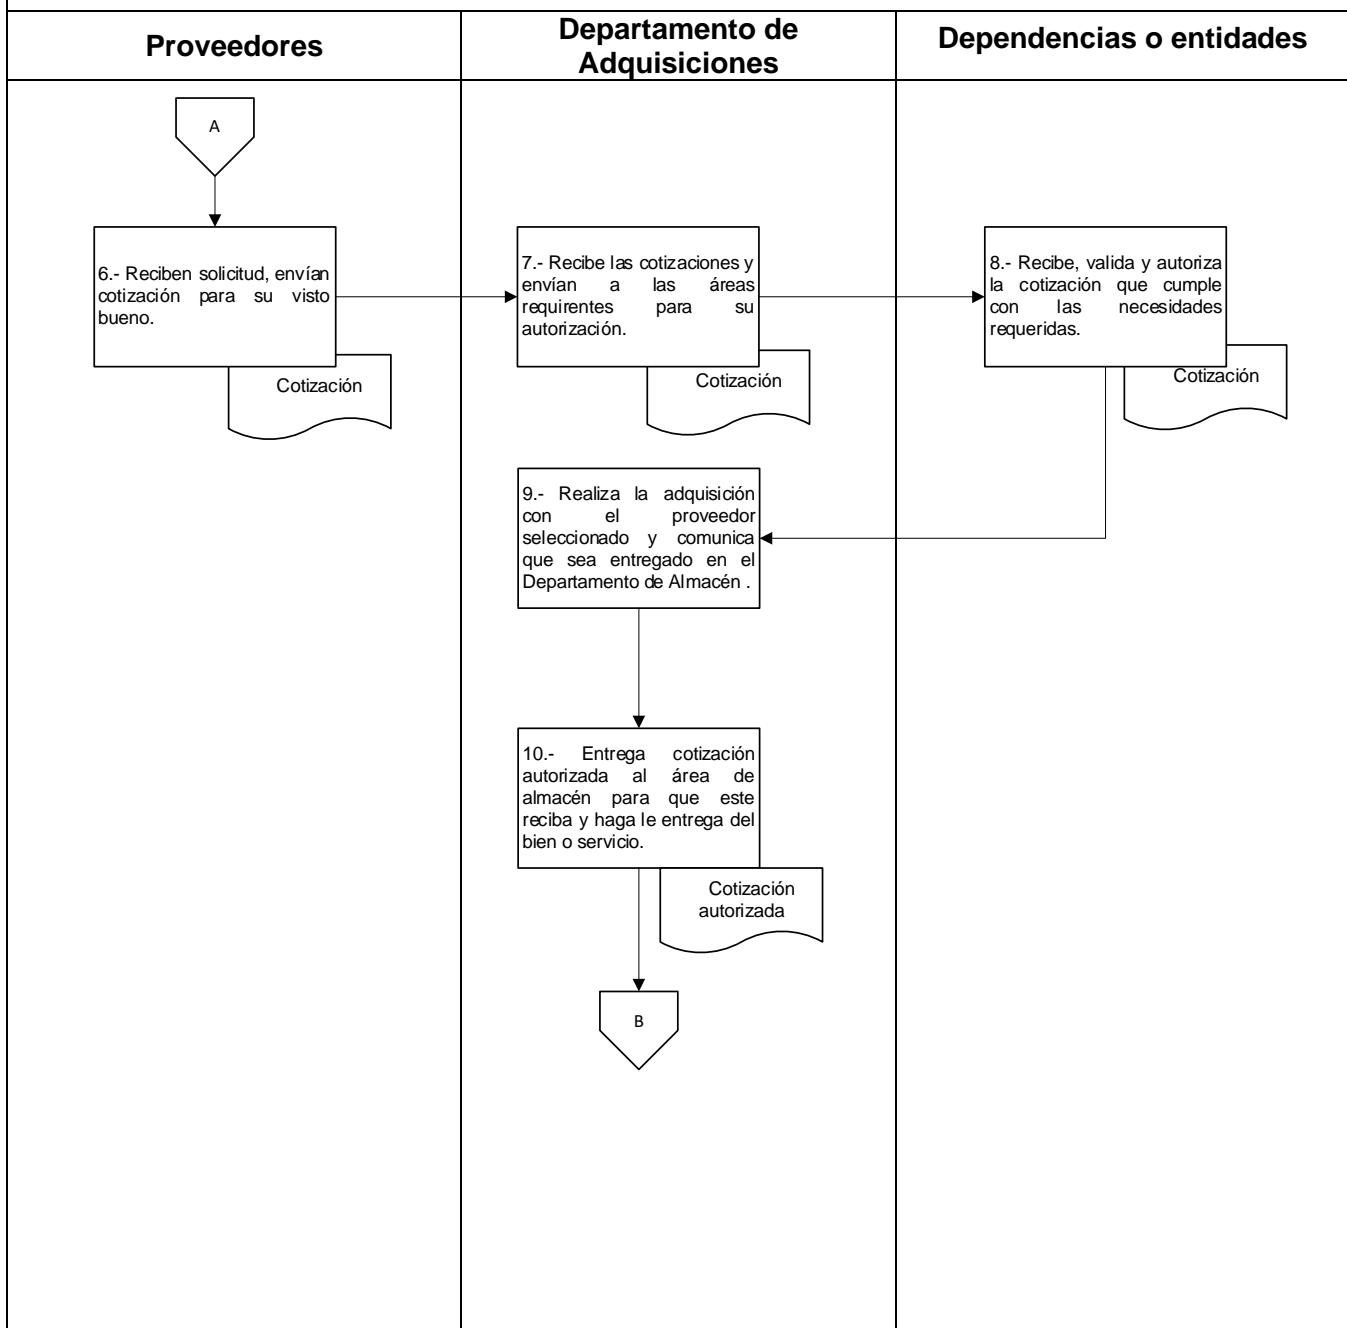 Proveedores
Departamento de
Adquisiciones
Dependencias o entidades
A
6.- Reciben solicitud, envían
cotización para su visto
bueno.
Cotización
7.- Recibe las cotizaciones y
envían a las áreas
requirentes para su
autorización.
Cotización
8.- Recibe, valida y autoriza
la cotización que cumple
con las necesidades
requeridas.
Cotización
9.- Realiza la adquisición
con el proveedor
seleccionado y comunica
que sea entregado en el
Departamento de Almacén .
10.- Entrega cotización
autorizada al área de
almacén para que este
reciba y haga le entrega del
bien o servicio.
Cotización
autorizada
B